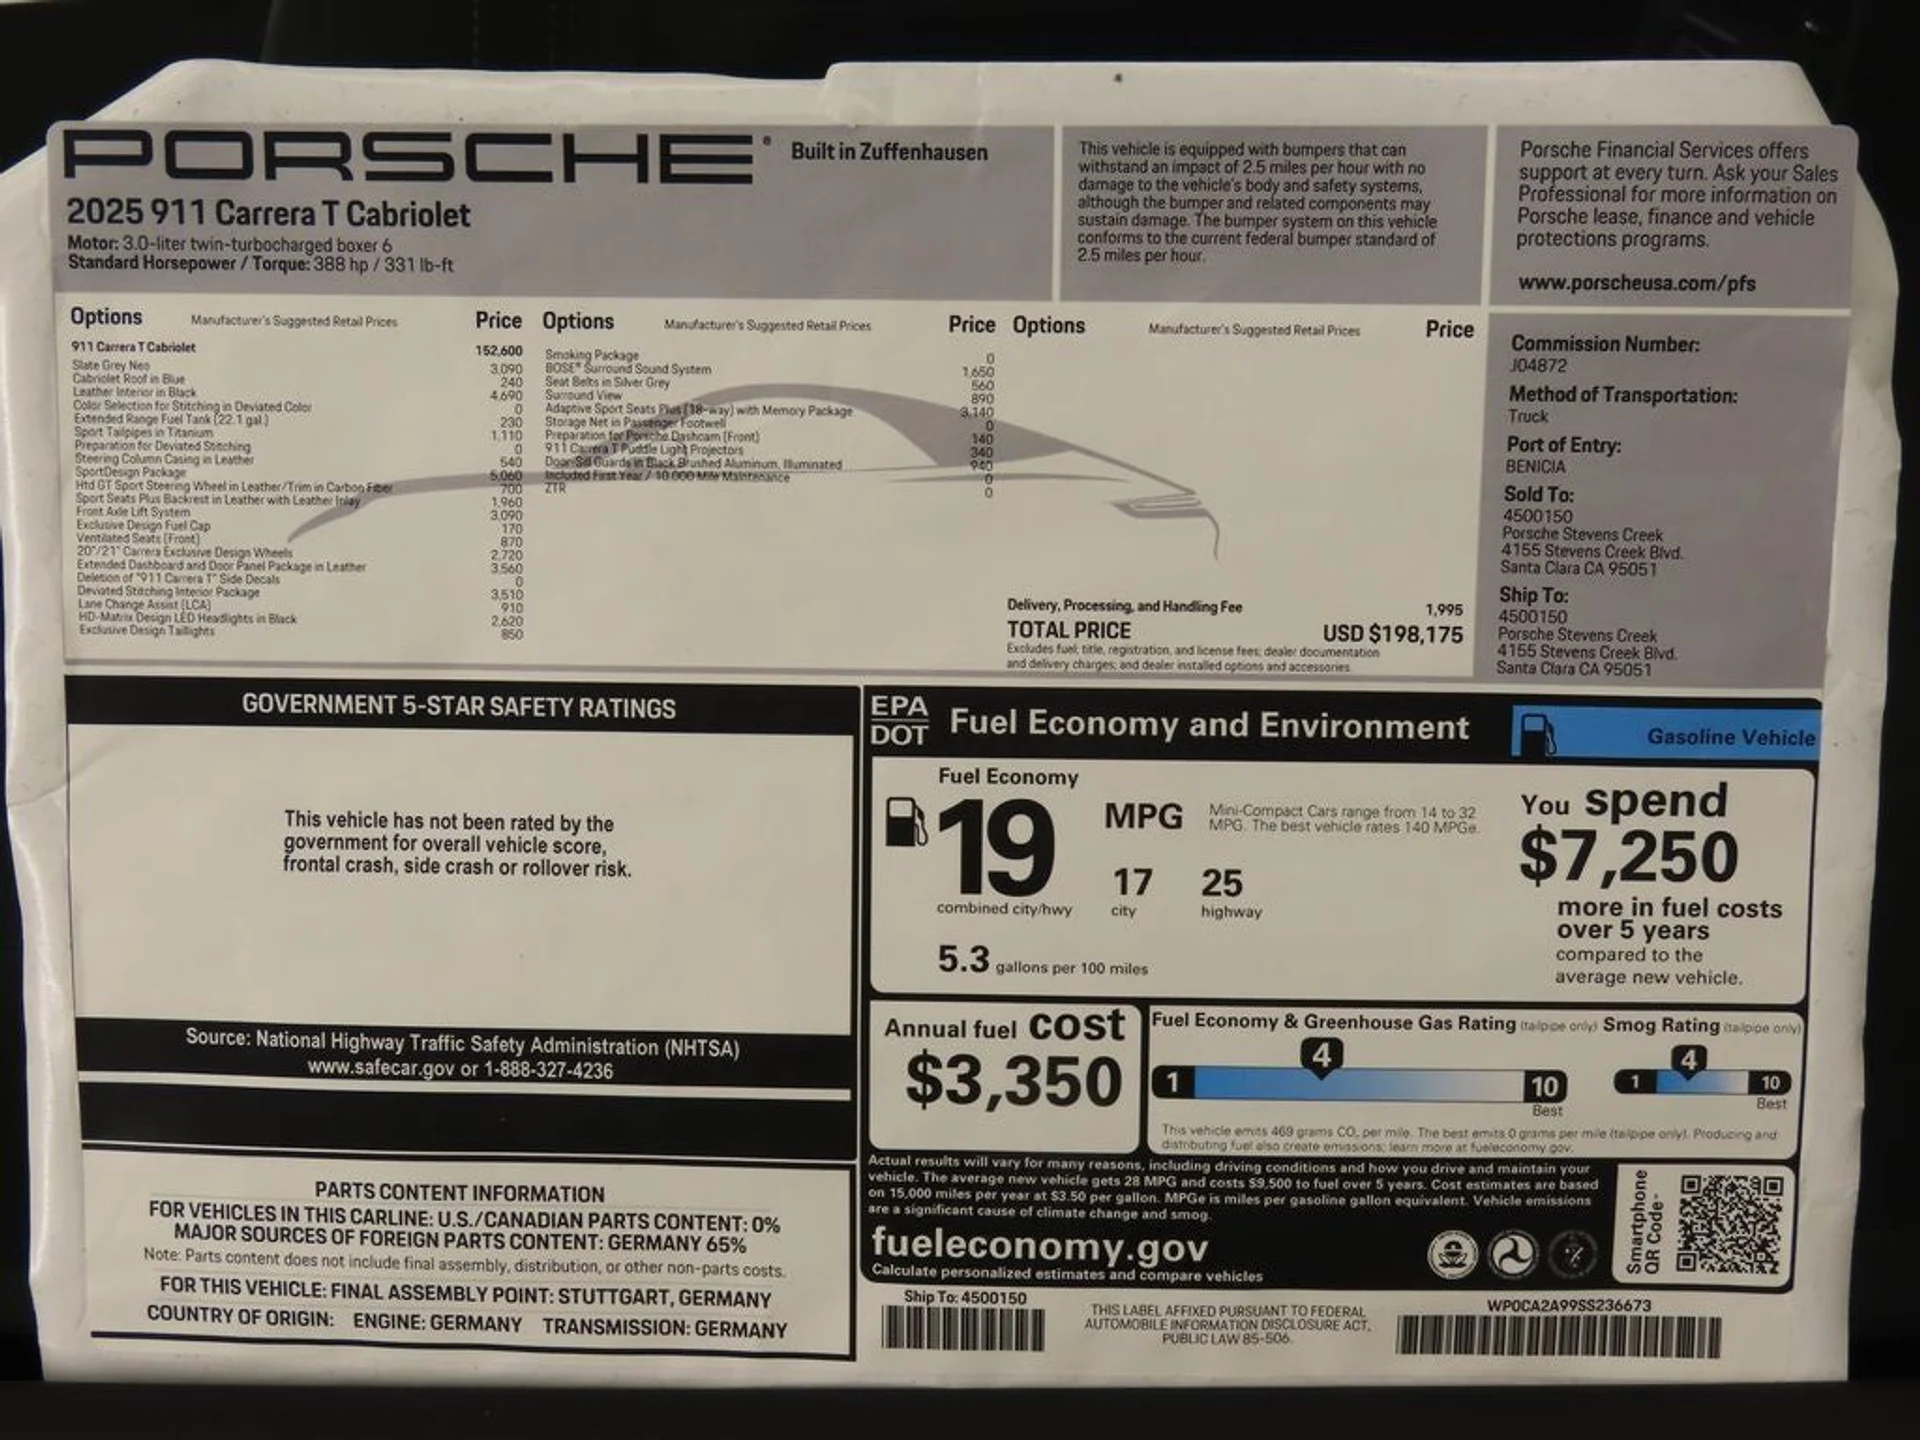 PORSCHE®
Built in Zuffenhausen
2025 911 Carrera T Cabriolet
Motor: 3.0-liter twin-turbocharged boxer 6
Standard Horsepower / Torque: 388 hp / 331 lb-ft
This vehicle is equipped with bumpers that can
withstand an impact of 2.5 miles per hour with no
damage to the vehicle's body and safety systems,
although the bumper and related components may
sustain damage. The bumper system on this vehicle
conforms to the current federal bumper standard of
2.5 miles per hour.
Porsche Financial Services offers
support at every turn. Ask your Sales
Professional for more information on
Porsche lease, finance and vehicle
protections programs.
www.porscheusa.com/pfs
Options Manufacturer's Suggested Retail Prices Price
911 Carrera T Cabriolet 152,600
Slate Grey Neo 3,090
Cabriolet Roof in Blue 240
Leather Interior in Black 4,690
Color Selection for Stitching in Deviated Color 0
Extended Range Fuel Tank (22.1 gal.) 230
Sport Tailpipes in Titanium 1,110
Preparation for Deviated Stitching 0
Steering Column Casing in Leather 540
SportDesign Package 5,060
Htd GT Sport Steering Wheel in Leather/Trim in Carbon Fiber 700
Sport Seats Plus Backrest in Leather with Leather Inlay 1,960
Front Axle Lift System 3,090
Exclusive Design Fuel Cap 170
Ventilated Seats (Front) 870
20"/21" Carrera Exclusive Design Wheels 2,720
Extended Dashboard and Door Panel Package in Leather 3,560
Deletion of "911 Carrera T" Side Decals 0
Deviated Stitching Interior Package 3,510
Lane Change Assist (LCA) 910
HD-Matrix Design LED Headlights in Black 2,620
Exclusive Design Taillights 850
Options Manufacturer's Suggested Retail Prices Price
Smoking Package 0
BOSE® Surround Sound System 1,650
Seat Belts in Silver Grey 560
Surround View 890
Adaptive Sport Seats Plus (18-way) with Memory Package 3,140
Storage Net in Passenger Footwell 0
Preparation for Porsche Dashcam (Front) 140
911 Carrera T Puddle Light Projectors 340
Door Sill Guards in Black Brushed Aluminum, Illuminated 940
Included First Year / 10,000 Mile Maintenance 0
ZTR 0
Options Manufacturer's Suggested Retail Prices Price
Delivery, Processing, and Handling Fee 1,995
TOTAL PRICE USD $198,175
Excludes fuel; title, registration, and license fees; dealer documentation
and delivery charges; and dealer installed options and accessories.
Commission Number:
J04872
Method of Transportation:
Truck
Port of Entry:
BENICIA
Sold To:
4500150
Porsche Stevens Creek
4155 Stevens Creek Blvd.
Santa Clara CA 95051
Ship To:
4500150
Porsche Stevens Creek
4155 Stevens Creek Blvd.
Santa Clara CA 95051
GOVERNMENT 5-STAR SAFETY RATINGS
This vehicle has not been rated by the
government for overall vehicle score,
frontal crash, side crash or rollover risk.
Source: National Highway Traffic Safety Administration (NHTSA)
www.safecar.gov or 1-888-327-4236
PARTS CONTENT INFORMATION
FOR VEHICLES IN THIS CARLINE: U.S./CANADIAN PARTS CONTENT: 0%
MAJOR SOURCES OF FOREIGN PARTS CONTENT: GERMANY 65%
Note: Parts content does not include final assembly, distribution, or other non-parts costs.
FOR THIS VEHICLE: FINAL ASSEMBLY POINT: STUTTGART, GERMANY
COUNTRY OF ORIGIN: ENGINE: GERMANY TRANSMISSION: GERMANY
EPA
DOT
Fuel Economy and Environment
Gasoline Vehicle
Fuel Economy
19 MPG
Mini-Compact Cars range from 14 to 32
MPG. The best vehicle rates 140 MPGe.
17 25
combined city/hwy city highway
5.3 gallons per 100 miles
You spend
$7,250
more in fuel costs
over 5 years
compared to the
average new vehicle.
Annual fuel cost
$3,350
Fuel Economy & Greenhouse Gas Rating (tailpipe only) Smog Rating (tailpipe only)
4 4
1 10 1 10
Best Best
This vehicle emits 469 grams CO₂ per mile. The best emits 0 grams per mile (tailpipe only). Producing and
distributing fuel also create emissions; learn more at fueleconomy.gov.
Actual results will vary for many reasons, including driving conditions and how you drive and maintain your
vehicle. The average new vehicle gets 28 MPG and costs $9,500 to fuel over 5 years. Cost estimates are based
on 15,000 miles per year at $3.50 per gallon. MPGe is miles per gasoline gallon equivalent. Vehicle emissions
are a significant cause of climate change and smog.
fueleconomy.gov
Calculate personalized estimates and compare vehicles
Smartphone
QR Code
Ship To: 4500150
THIS LABEL AFFIXED PURSUANT TO FEDERAL
AUTOMOBILE INFORMATION DISCLOSURE ACT,
PUBLIC LAW 85-506.
WP0CA2A99SS236673